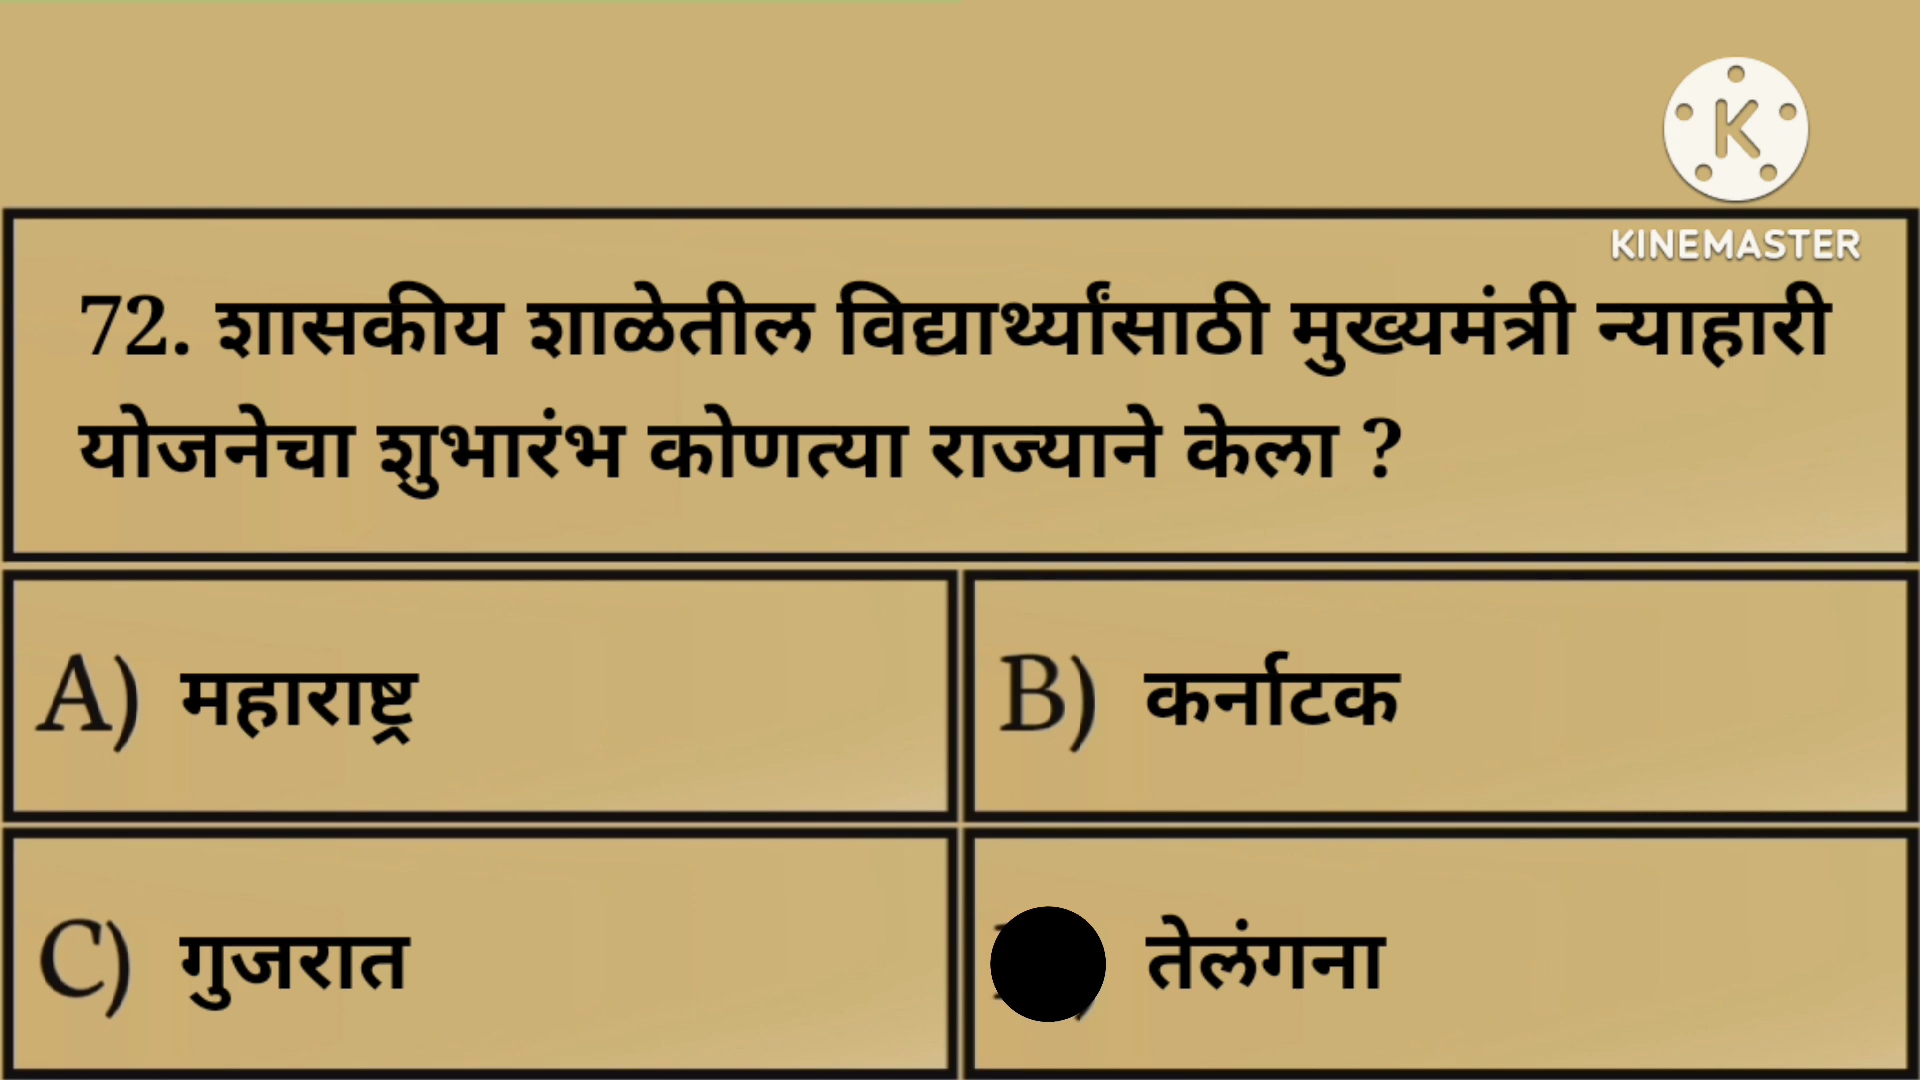 K
KINEMASTER
72. शासकीय शाळेतील विद्यार्थ्यांसाठी मुख्यमंत्री न्याहारी
योजनेचा शुभारंभ कोणत्या राज्याने केला ?
A) महाराष्ट्र
B) कर्नाटक
C) गुजरात
तेलंगना